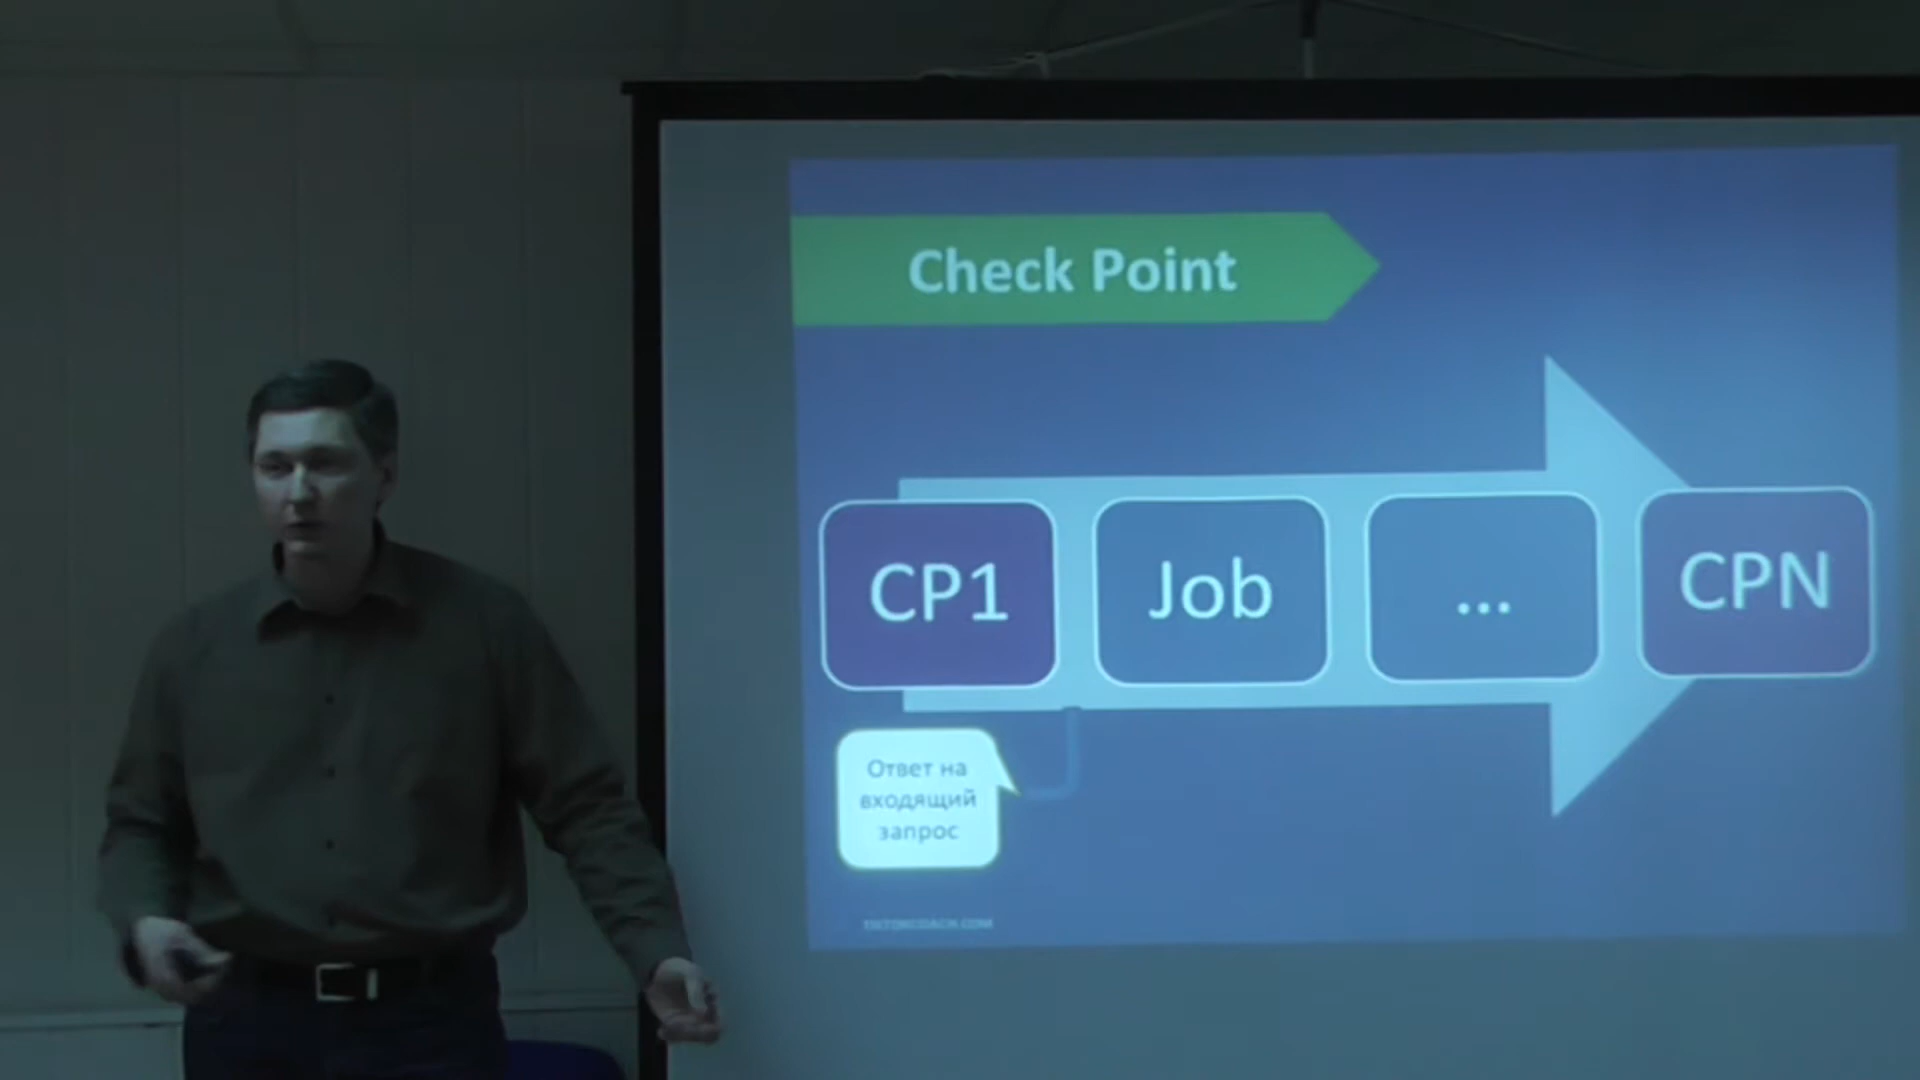 Check Point
CP1
Job
...
CPN
Ответ на
входящий
запрос